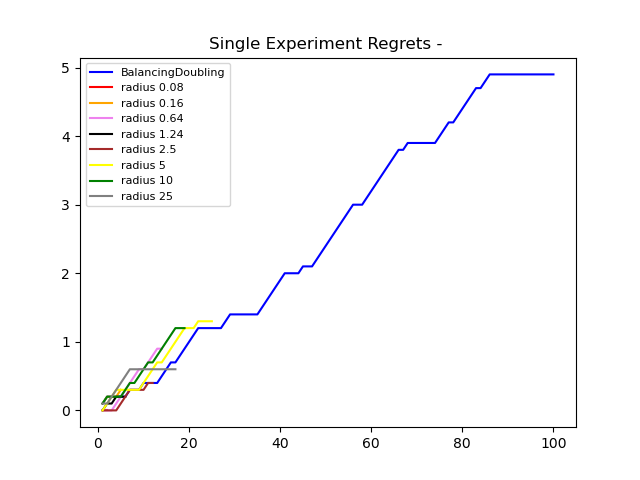 Single Experiment Regrets -
BalancingDoubling
radius 0.08
radius 0.16
radius 0.64
radius 1.24
radius 2.5
radius 5
radius 10
radius 25
5
4
3
2
1
0
0 20 40 60 80 100